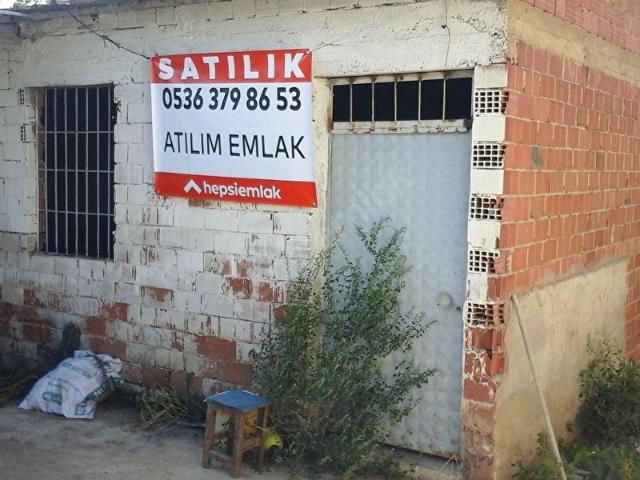 SATILIK
0536 379 86 53
ATILIM EMLAK
hepsiemlak